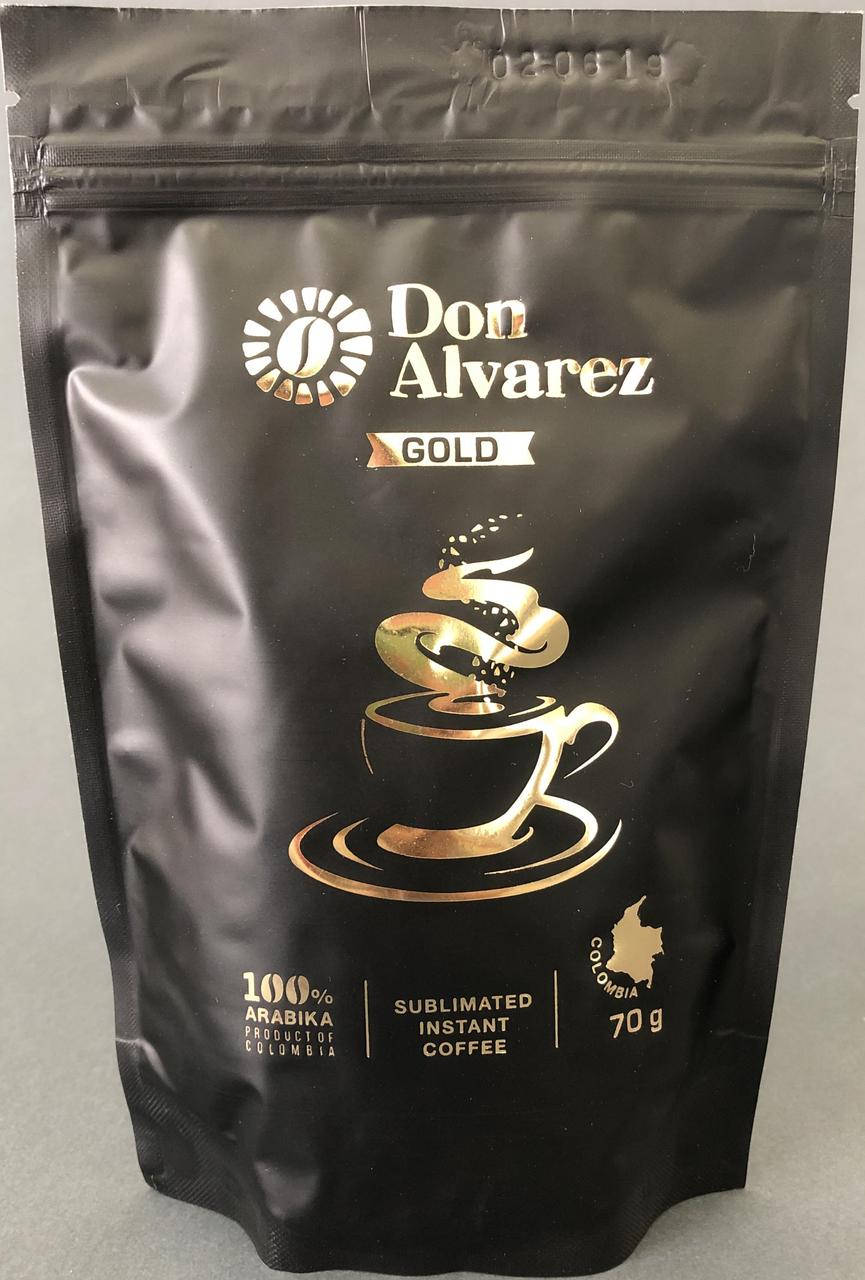 02-06-19
Don
Alvarez
GOLD
100%
ARABIKA
PRODUCT OF
COLOMBIA
SUBLIMATED
INSTANT
COFFEE
COLOMBIA
70 g